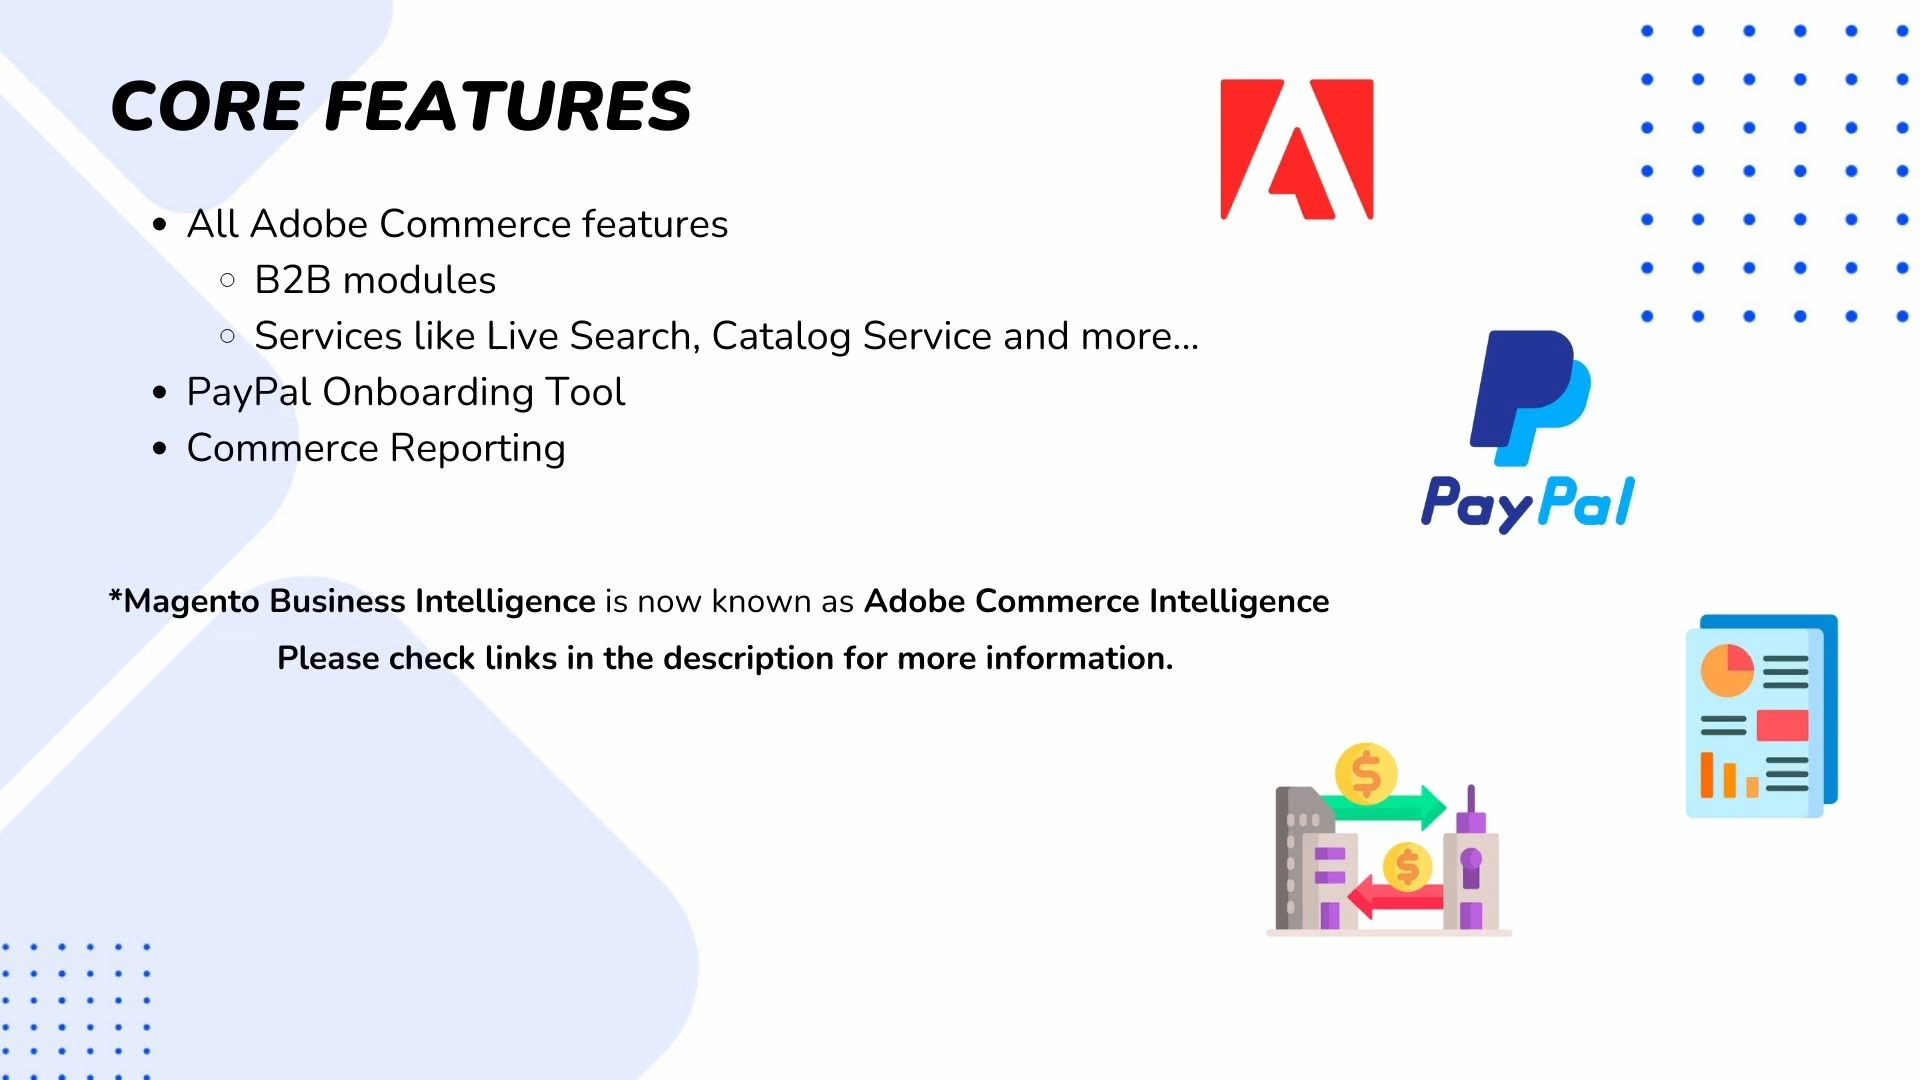 CORE FEATURES
• All Adobe Commerce features
○ B2B modules
○ Services like Live Search, Catalog Service and more...
• PayPal Onboarding Tool
• Commerce Reporting
PayPal
*Magento Business Intelligence is now known as Adobe Commerce Intelligence
Please check links in the description for more information.
$
$